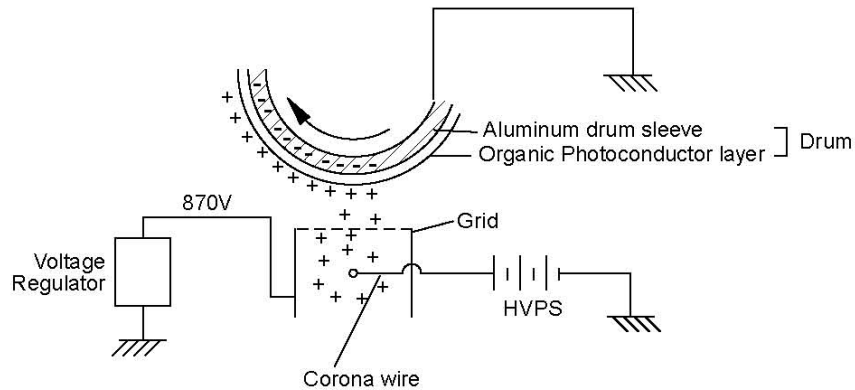 Aluminum drum sleeve
Organic Photoconductor layer
Drum
870V
Grid
Voltage
Regulator
HVPS
Corona wire